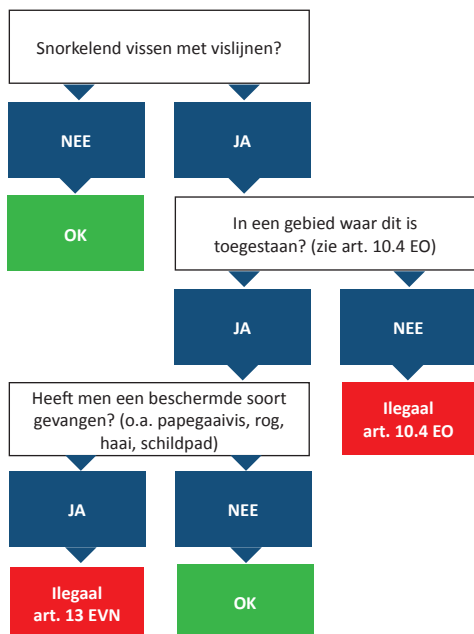 Snorkelend vissen met vislijnen?
NEE
JA
OK
In een gebied waar dit is
toegestaan? (zie art. 10.4 EO)
JA
NEE
Heeft men een beschermde soort
gevangen? (o.a. papegaaivis, rog,
haai, schildpad)
Ilegaal
art. 10.4 EO
JA
NEE
Ilegaal
art. 13 EVN
OK